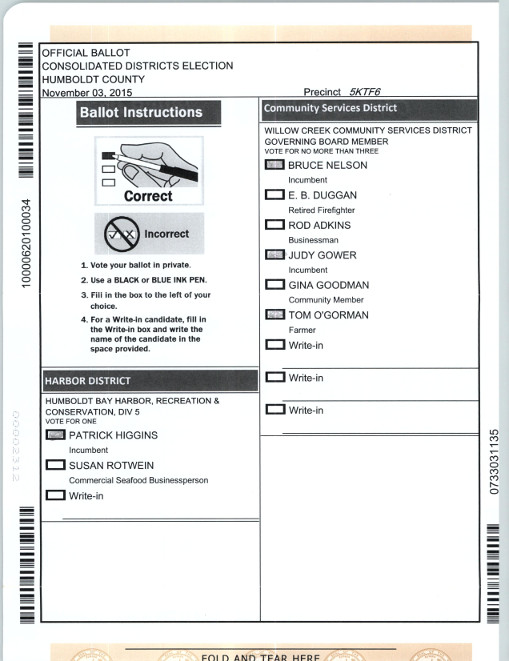 OFFICIAL BALLOT
CONSOLIDATED DISTRICTS ELECTION
HUMBOLDT COUNTY
November 03, 2015
Precinct 5KTF6
Ballot Instructions
Correct
Incorrect
1. Vote your ballot in private.
2. Use a BLACK or BLUE INK PEN.
3. Fill in the box to the left of your
choice.
4. For a Write-in candidate, fill in
the Write-in box and write the
name of the candidate in the
space provided.
HARBOR DISTRICT
HUMBOLDT BAY HARBOR, RECREATION &
CONSERVATION, DIV 5
VOTE FOR ONE
PATRICK HIGGINS
Incumbent
SUSAN ROTWEIN
Commercial Seafood Businessperson
Write-in
Community Services District
WILLOW CREEK COMMUNITY SERVICES DISTRICT
GOVERNING BOARD MEMBER
VOTE FOR NO MORE THAN THREE
BRUCE NELSON
Incumbent
E. B. DUGGAN
Retired Firefighter
ROD ADKINS
Businessman
JUDY GOWER
Incumbent
GINA GOODMAN
Community Member
TOM O'GORMAN
Farmer
Write-in
Write-in
Write-in
10000620100034
00002312
0733031135
FOLD AND TEAR HERE